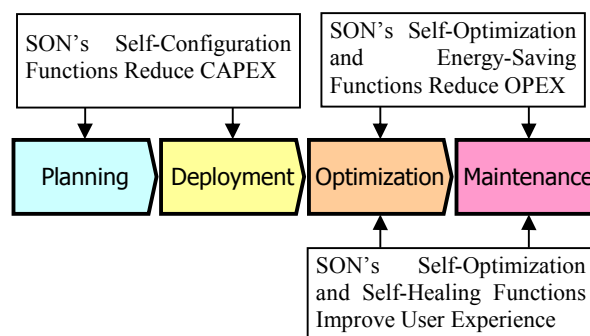 SON's Self-Configuration
Functions Reduce CAPEX
SON's Self-Optimization
and Energy-Saving
Functions Reduce OPEX
Planning
Deployment
Optimization
Maintenance
SON's Self-Optimization
and Self-Healing Functions
Improve User Experience